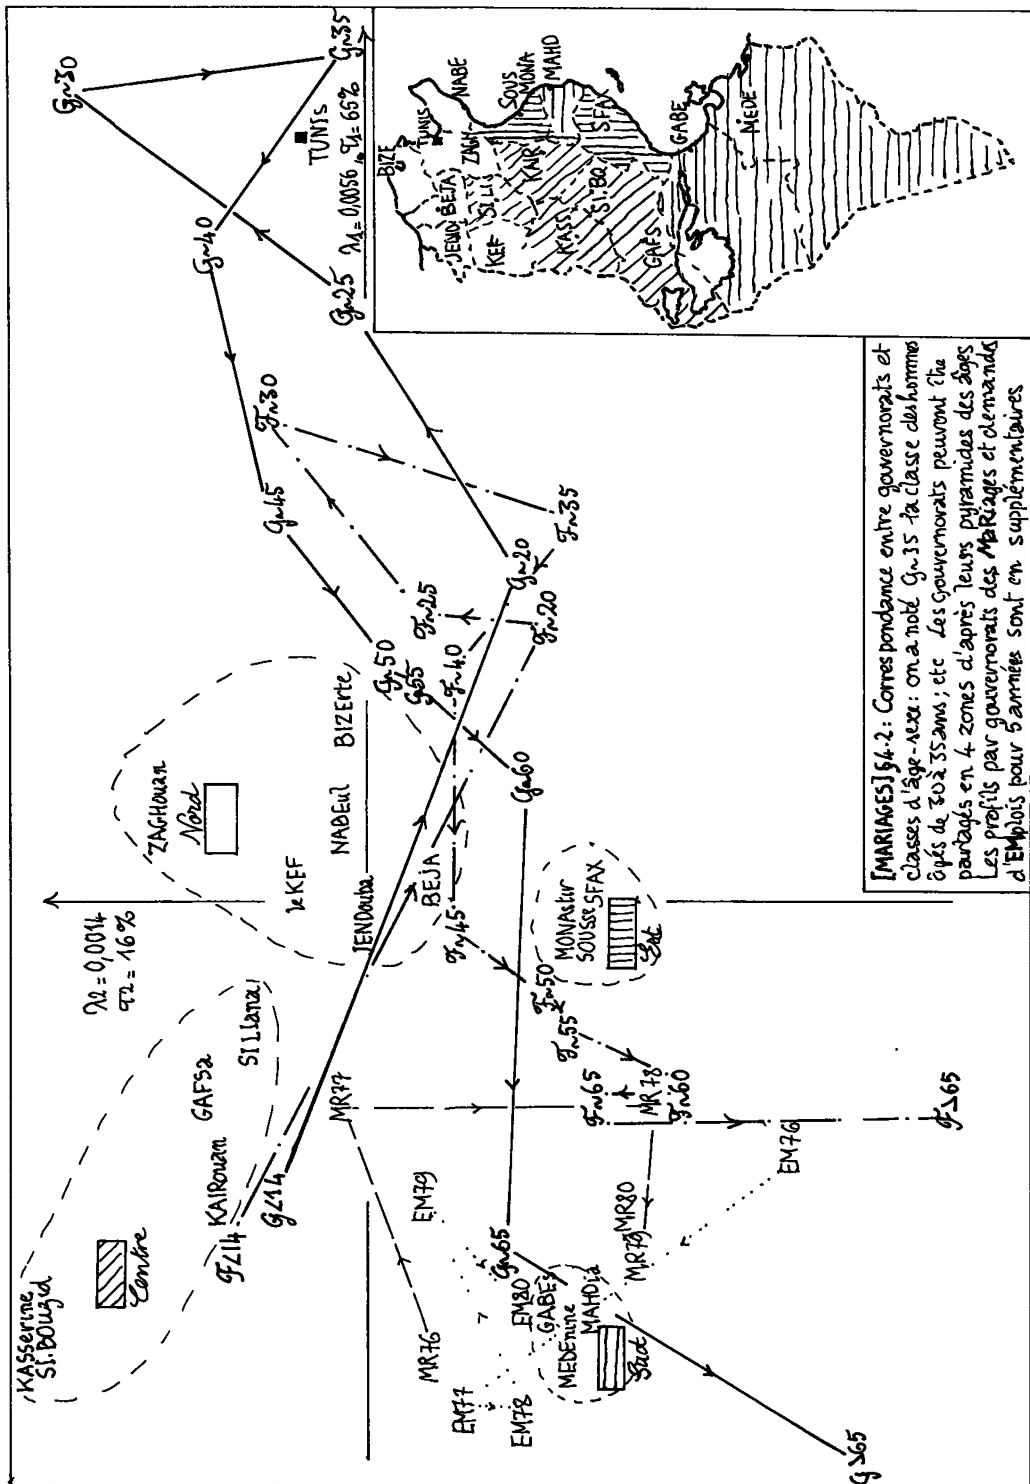 KASSerine
SI.BOUzid
Centre
KAIRouan
GAFSa
SILIana
F<14
G<14
λ2=0,0014
τ2=16%
ZAGHOuan
Nord
le KEF
NABEul
BIZErte
JENDouba
BEJA
G~30
G~35
TUNIS
λ1=0,0056, τ1=66%
G~40
G~25
F~30
G~45
F~35
G~20
F~25
F~20
G~50
G~55
F~40
G~60
F~45
MONAstir
SOUSse
SFAX
Est
F~50
F~55
MR77
F~65
MR78
F~60
F>65
EM76
MR76
EM79
EM77
EM78
G~65
EM80
GABEs
MEDEnine
MAHDia
Sud
MR79
MR80
G>65
BIZE
TUNIS
NABE
JEND
BEJA
ZAGH
KEF
SILI
SOUS
MONA
MAHD
KAIR
KASS
SI.BO
SFAX
GAFS
GABE
MEDE
[MARIAGES] §4.2: Correspondance entre gouvernorats et
classes d'âge-sexe: on a noté G~35 la classe des hommes
âgés de 30 à 35 ans; etc Les Gouvernorats peuvent être
partagés en 4 zones d'après leurs pyramides des âges
Les profils par gouvernorats des MaRiages et demandes
d'EMplois pour 5 années sont en supplémentaires